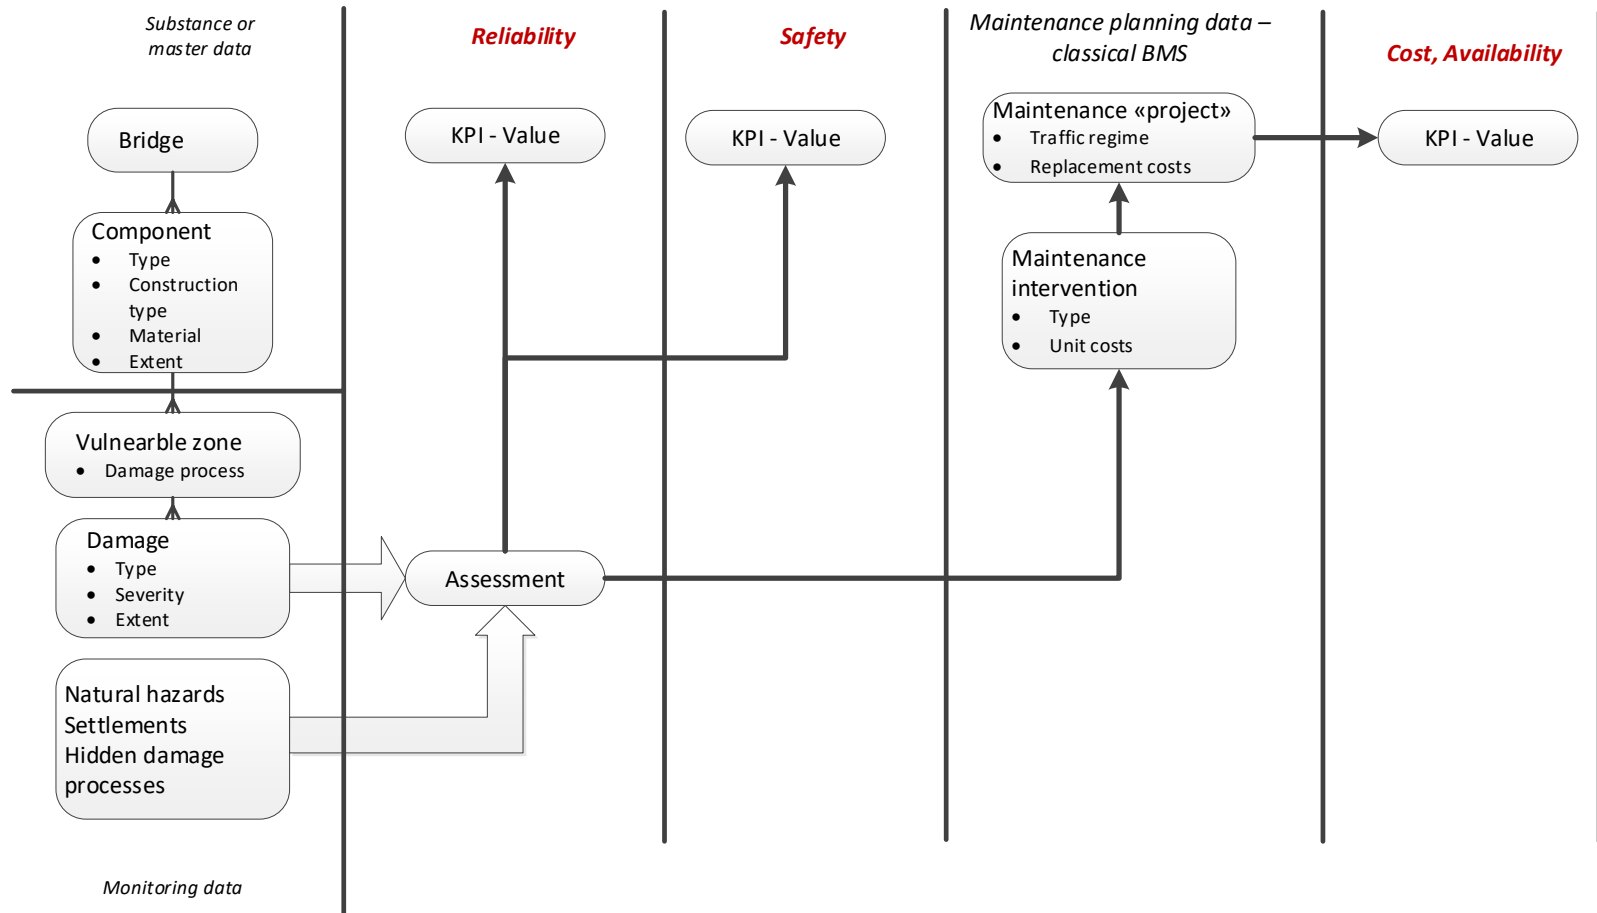 Substance or
master data
Bridge
Component
• Type
• Construction
type
• Material
• Extent
Vulnearble zone
• Damage process
Damage
• Type
• Severity
• Extent
Natural hazards
Settlements
Hidden damage
processes
Monitoring data
Reliability
KPI - Value
Assessment
Safety
KPI - Value
Maintenance planning data –
classical BMS
Maintenance «project»
• Traffic regime
• Replacement costs
Maintenance
intervention
• Type
• Unit costs
Cost, Availability
KPI - Value